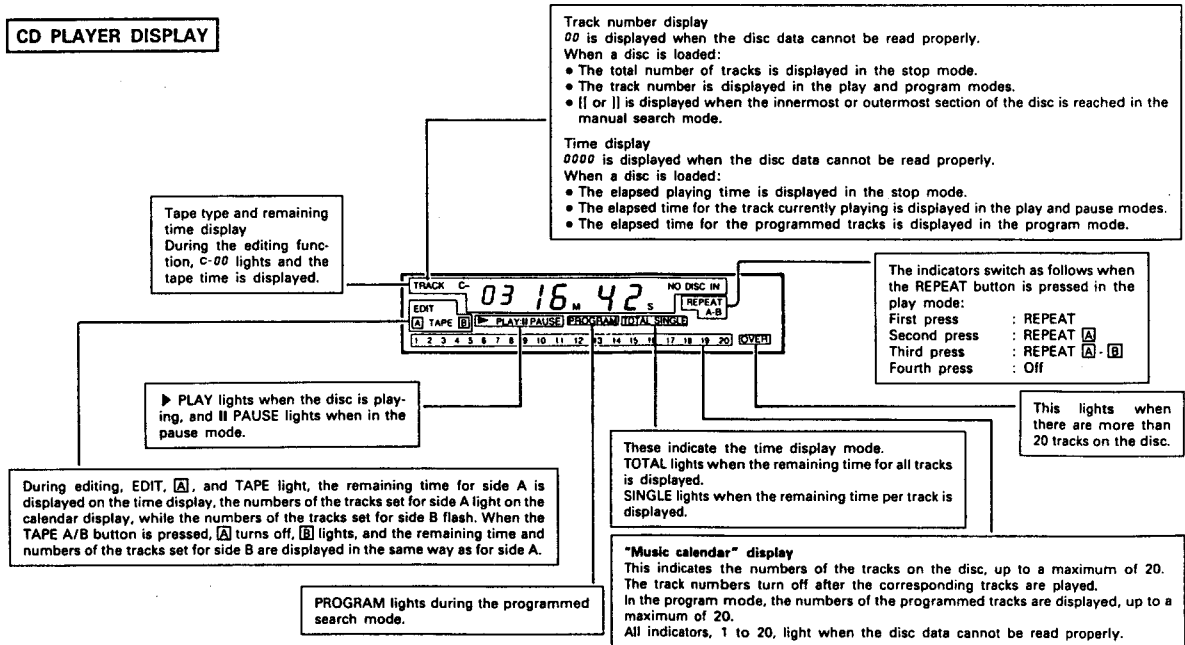 CD PLAYER DISPLAY
Track number display
00 is displayed when the disc data cannot be read properly.
When a disc is loaded:
• The total number of tracks is displayed in the stop mode.
• The track number is displayed in the play and program modes.
• [[ or ]] is displayed when the innermost or outermost section of the disc is reached in the
manual search mode.
Time display
0000 is displayed when the disc data cannot be read properly.
When a disc is loaded:
• The elapsed playing time is displayed in the stop mode.
• The elapsed time for the track currently playing is displayed in the play and pause modes.
• The elapsed time for the programmed tracks is displayed in the program mode.
Tape type and remaining
time display
During the editing func-
tion, C-00 lights and the
tape time is displayed.
TRACK C- 03 16 M 42 S NO DISC IN
EDIT REPEAT
A TAPE B ▶ PLAY II PAUSE PROGRAM TOTAL SINGLE A-B
1 2 3 4 5 6 7 8 9 10 11 12 13 14 15 16 17 18 19 20 OVER
The indicators switch as follows when
the REPEAT button is pressed in the
play mode:
First press : REPEAT
Second press : REPEAT A
Third press : REPEAT A - B
Fourth press : Off
▶ PLAY lights when the disc is play-
ing, and II PAUSE lights when in the
pause mode.
This lights when
there are more than
20 tracks on the disc.
These indicate the time display mode.
TOTAL lights when the remaining time for all tracks
is displayed.
SINGLE lights when the remaining time per track is
displayed.
During editing, EDIT, A, and TAPE light, the remaining time for side A is
displayed on the time display, the numbers of the tracks set for side A light on the
calendar display, while the numbers of the tracks set for side B flash. When the
TAPE A/B button is pressed, A turns off, B lights, and the remaining time and
numbers of the tracks set for side B are displayed in the same way as for side A.
PROGRAM lights during the programmed
search mode.
"Music calendar" display
This indicates the numbers of the tracks on the disc, up to a maximum of 20.
The track numbers turn off after the corresponding tracks are played.
In the program mode, the numbers of the programmed tracks are displayed, up to a
maximum of 20.
All indicators, 1 to 20, light when the disc data cannot be read properly.